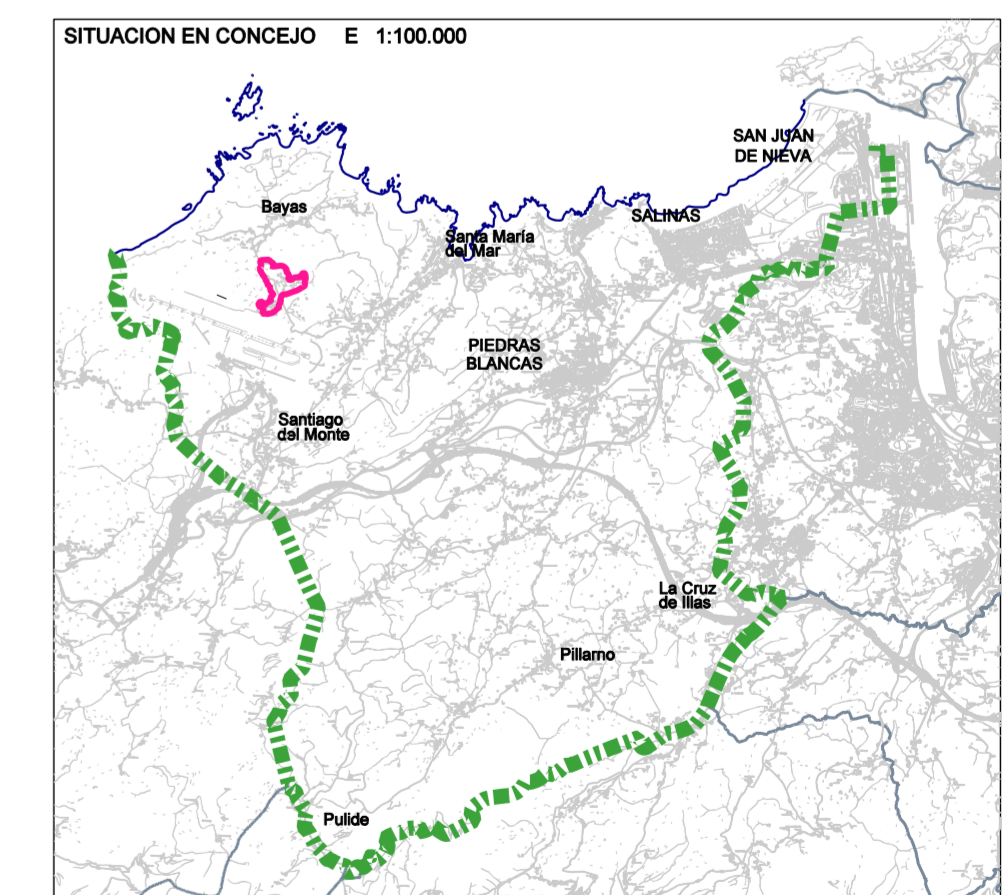 SITUACION EN CONCEJO E 1:100.000
SAN JUAN
DE NIEVA
Bayas
SALINAS
Santa María
del Mar
PIEDRAS
BLANCAS
Santiago
del Monte
La Cruz
de Illas
Pillarno
Pulide